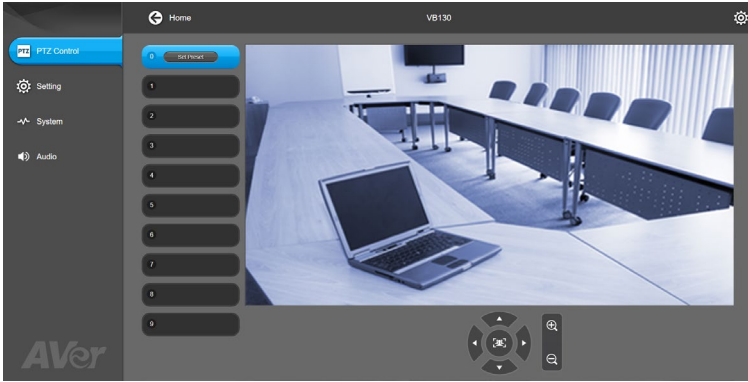 Home
VB130
PTZ
PTZ Control
Setting
System
Audio
0 Set Preset
1
2
3
4
5
6
7
8
9
AVer